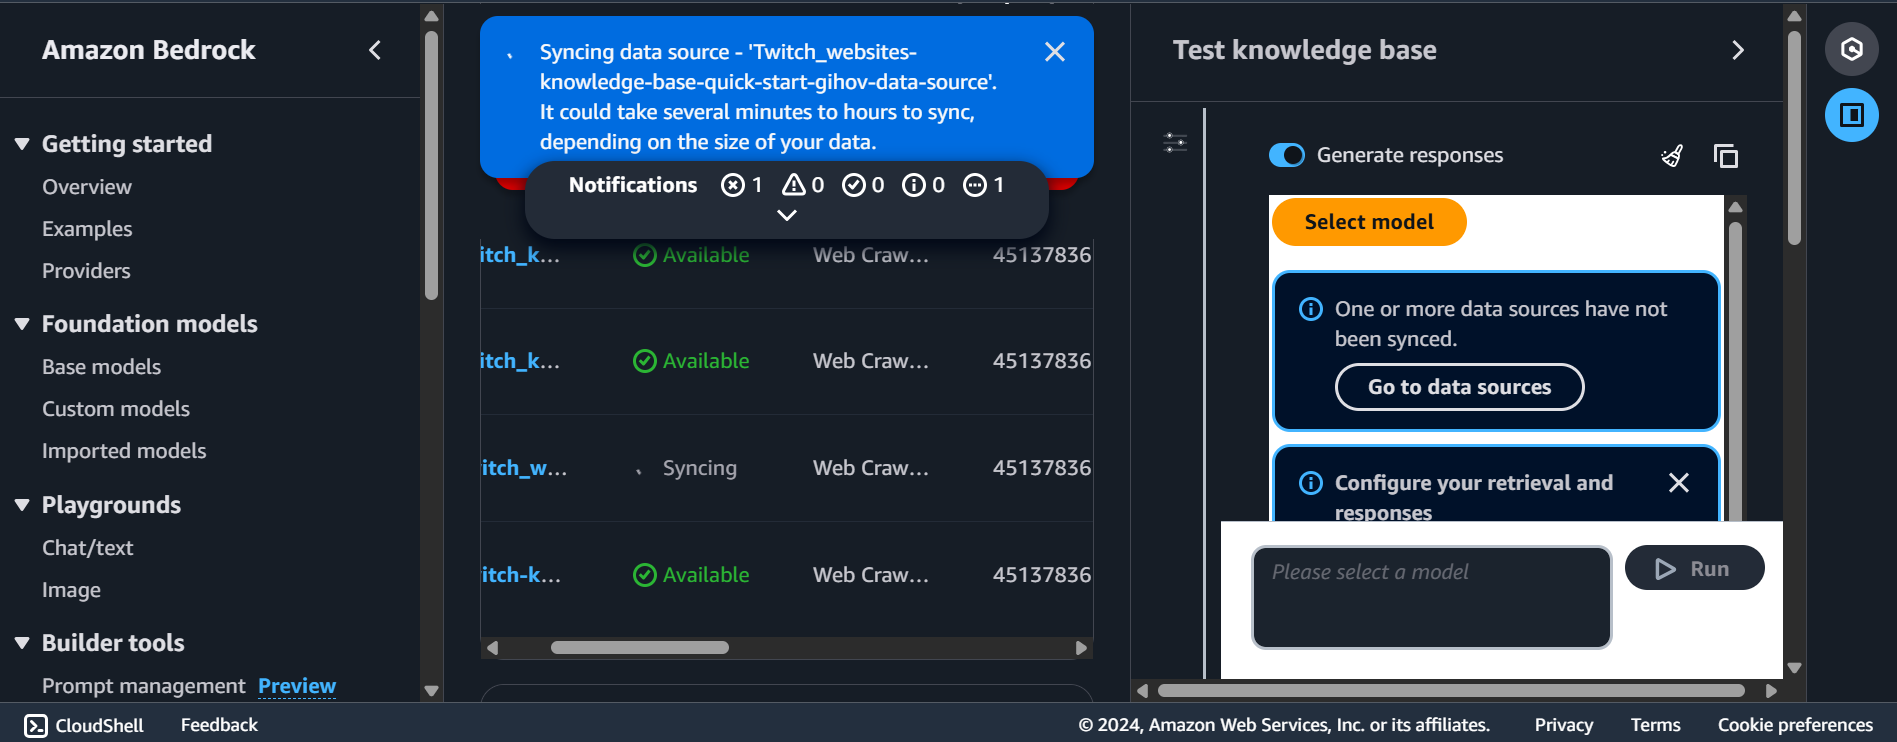 Amazon Bedrock
Getting started
Overview
Examples
Providers
Foundation models
Base models
Custom models
Imported models
Playgrounds
Chat/text
Image
Builder tools
Prompt management Preview
Syncing data source - 'Twitch_websites-
knowledge-base-quick-start-gihov-data-source'.
It could take several minutes to hours to sync,
depending on the size of your data.
Notifications 1 0 0 0 1
itch_k... Available Web Craw... 45137836
itch_k... Available Web Craw... 45137836
itch_w... Syncing Web Craw... 45137836
itch-k... Available Web Craw... 45137836
Test knowledge base
Generate responses
Select model
One or more data sources have not
been synced.
Go to data sources
Configure your retrieval and
responses
Please select a model
Run
CloudShell Feedback © 2024, Amazon Web Services, Inc. or its affiliates. Privacy Terms Cookie preferences